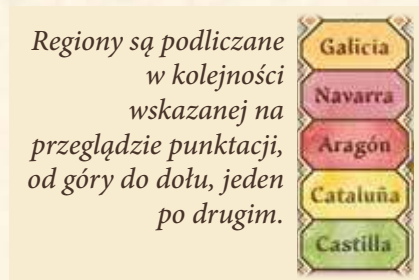 Regiony są podliczane
w kolejności
wskazanej na
przeglądzie punktacji,
od góry do dołu, jeden
po drugim.
Galicia
Navarra
Aragón
Cataluña
Castilla